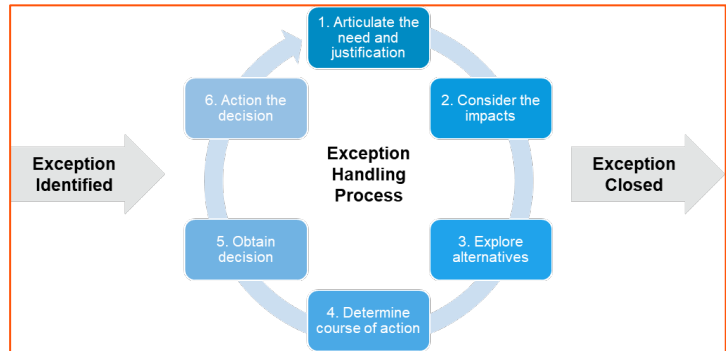 1. Articulate the
need and
justification
6. Action the
decision
2. Consider the
impacts
Exception
Identified
Exception
Handling
Process
Exception
Closed
5. Obtain
decision
3. Explore
alternatives
4. Determine
course of action